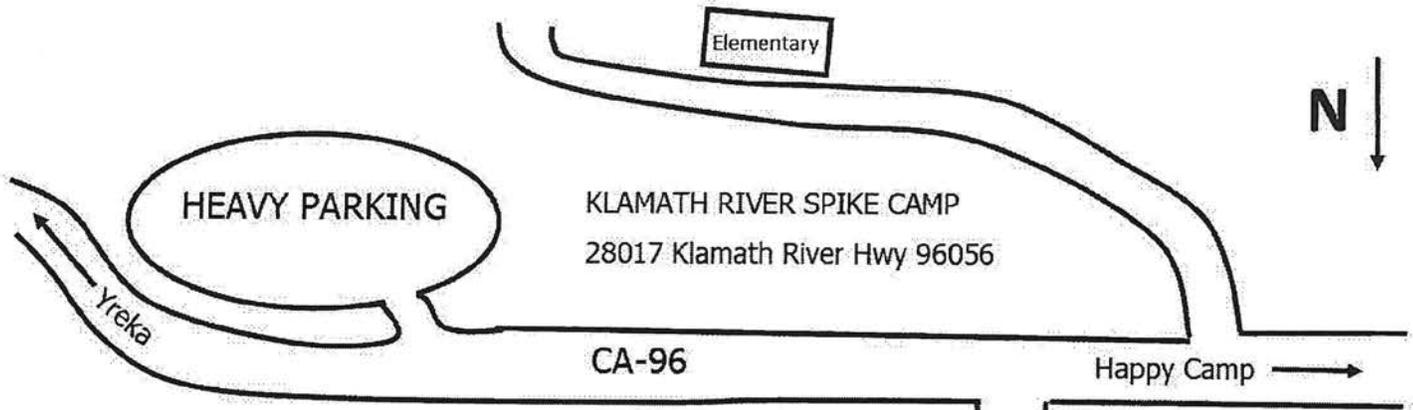 Elementary
N
HEAVY PARKING
KLAMATH RIVER SPIKE CAMP
28017 Klamath River Hwy 96056
Yreka
CA-96
Happy Camp